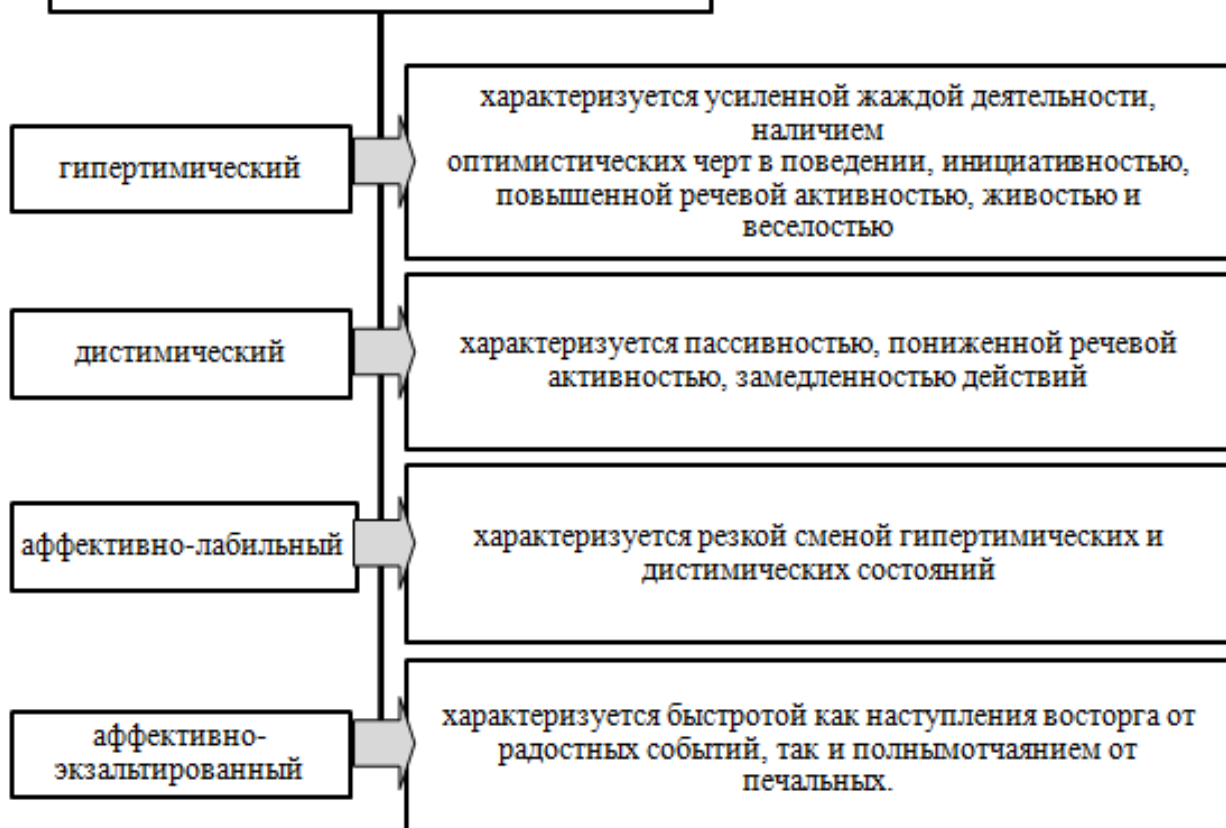 гипертимический
характеризуется усиленной жаждой деятельности,
наличием
оптимистических черт в поведении, инициативностью,
повышенной речевой активностью, живостью и
веселостью
дистимический
характеризуется пассивностью, пониженной речевой
активностью, замедленностью действий
аффективно-лабильный
характеризуется резкой сменой гипертимических и
дистимических состояний
аффективно-
экзальтированный
характеризуется быстротой как наступления восторга от
радостных событий, так и полнымотчаянием от
печальных.